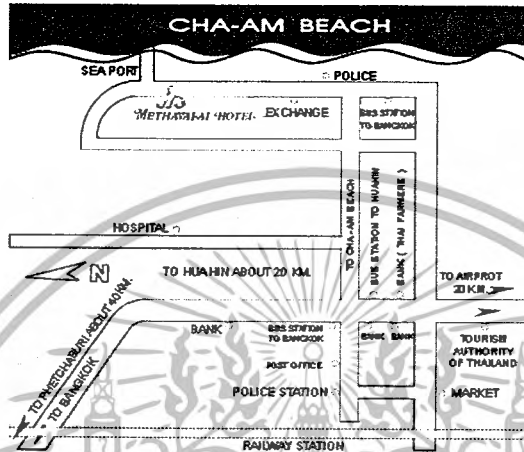 CHA-AM BEACH
SEA PORT
POLICE
METHAVALAI HOTEL
EXCHANGE
BUS STATION
TO BANGKOK
TO CHA-AM BEACH
BUS STATION TO HUAHIN
BANK ( THAI FARMERS )
HOSPITAL
N
TO HUAHIN ABOUT 20 KM.
TO AIRPROT
20 KM.
TO PHETCHABURI ABOUT 40 KM.
TO BANGKOK
BANK
BUS STATION
TO BANGKOK
BANK BANK
TOURISM
AUTHORITY
OF THAILAND
POST OFFICE
POLICE STATION
MARKET
RAILWAY STATION